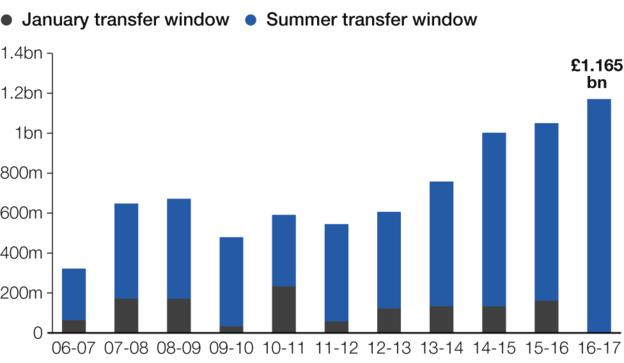 January transfer window Summer transfer window
£1.165
bn
1.4bn
1.2bn
1bn
800m
600m
400m
200m
0
06-07 07-08 08-09 09-10 10-11 11-12 12-13 13-14 14-15 15-16 16-17